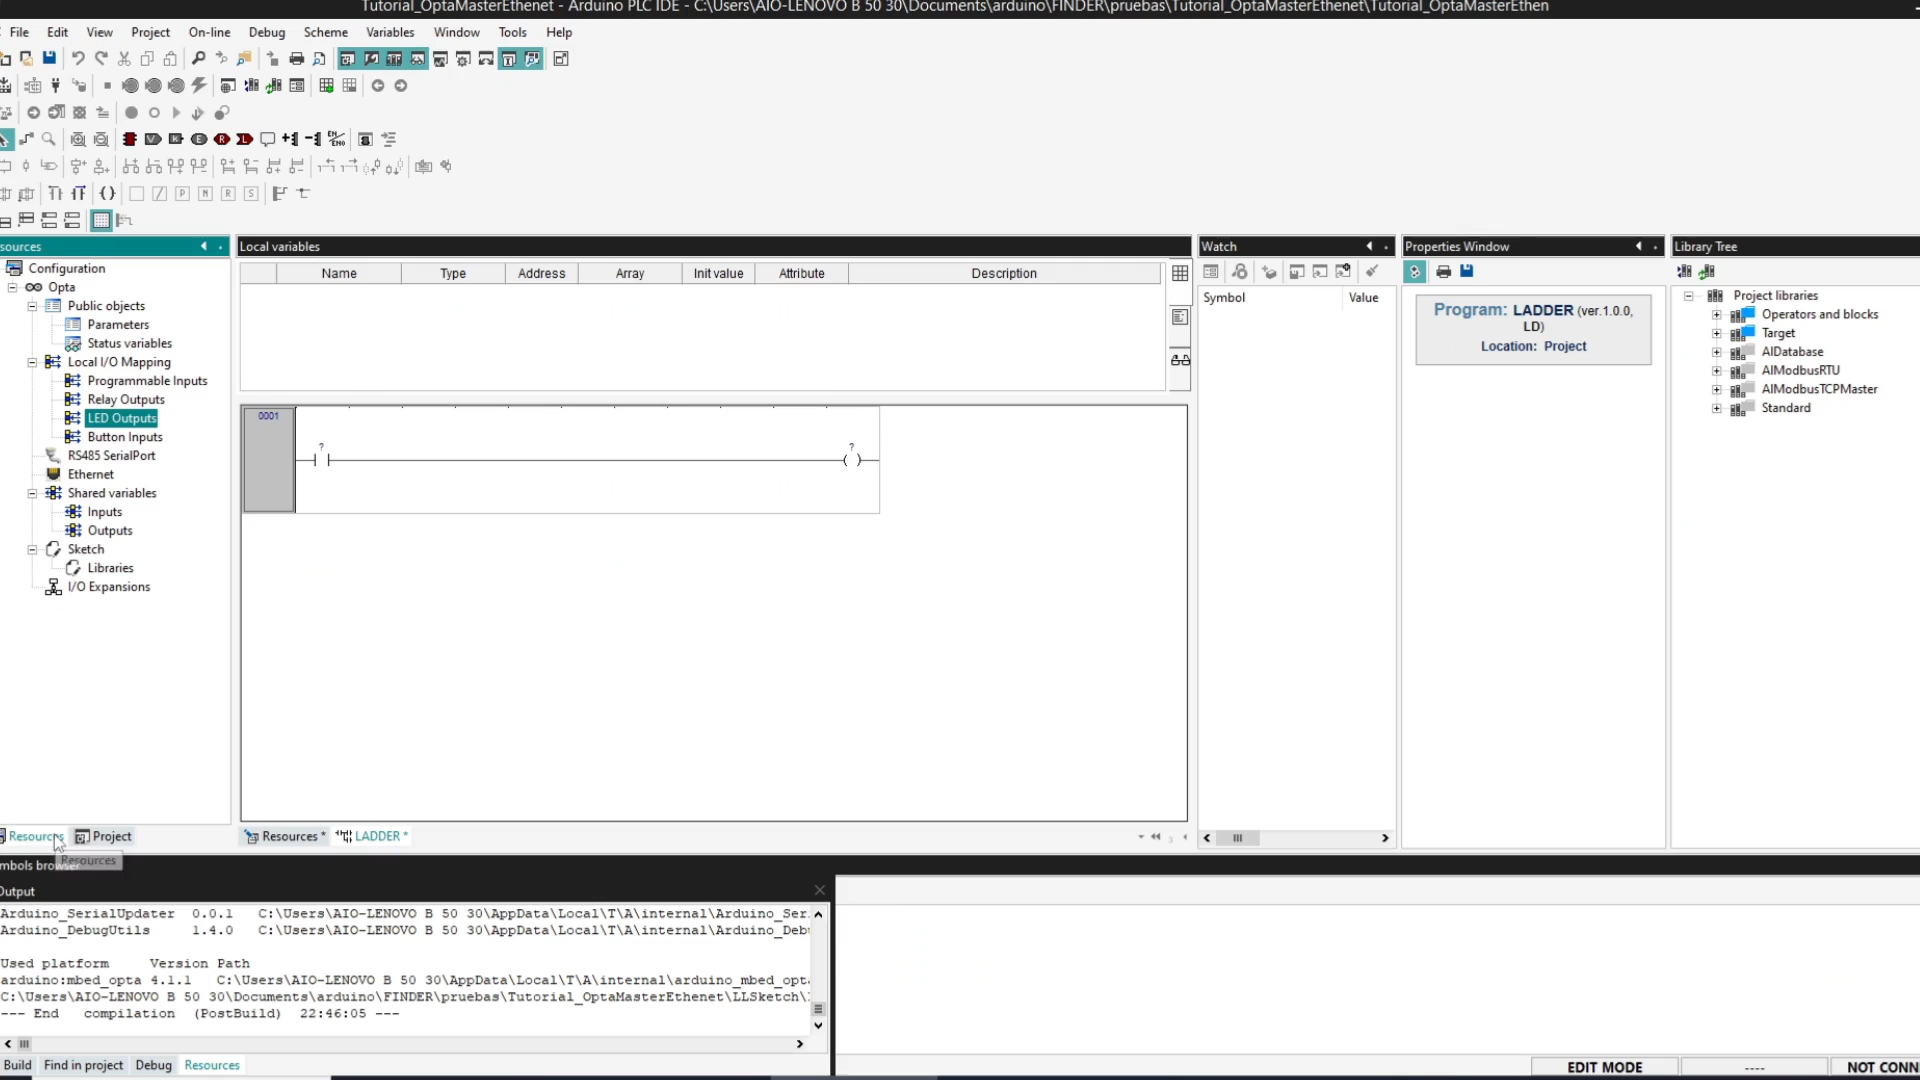 Tutorial_OptaMasterEthenet - Arduino PLC IDE - C:\Users\AIO-LENOVO B 50 30\Documents\arduino\FINDER\pruebas\Tutorial_OptaMasterEthenet\Tutorial_OptaMasterEthen
File Edit View Project On-line Debug Scheme Variables Window Tools Help
EN/ENO
P N R S
sources
Local variables
Watch
Properties Window
Library Tree
Configuration
Opta
Public objects
Parameters
Status variables
Local I/O Mapping
Programmable Inputs
Relay Outputs
LED Outputs
Button Inputs
RS485 SerialPort
Ethernet
Shared variables
Inputs
Outputs
Sketch
Libraries
I/O Expansions
Name Type Address Array Init value Attribute Description
0001
? ?
Symbol Value
Program: LADDER (ver.1.0.0, LD)
Location: Project
Project libraries
Operators and blocks
Target
AIDatabase
AIModbusRTU
AIModbusTCPMaster
Standard
Resources Project
Resources * LADDER *
Resources
mbols browser
Output
Arduino_SerialUpdater 0.0.1 C:\Users\AIO-LENOVO B 50 30\AppData\Local\T\A\internal\Arduino_Ser
Arduino_DebugUtils 1.4.0 C:\Users\AIO-LENOVO B 50 30\AppData\Local\T\A\internal\Arduino_Deb
Used platform Version Path
arduino:mbed_opta 4.1.1 C:\Users\AIO-LENOVO B 50 30\AppData\Local\T\A\internal\arduino_mbed_opt
C:\Users\AIO-LENOVO B 50 30\Documents\arduino\FINDER\pruebas\Tutorial_OptaMasterEthenet\LLSketch\
--- End compilation (PostBuild) 22:46:05 ---
Build Find in project Debug Resources
EDIT MODE ---- NOT CONN